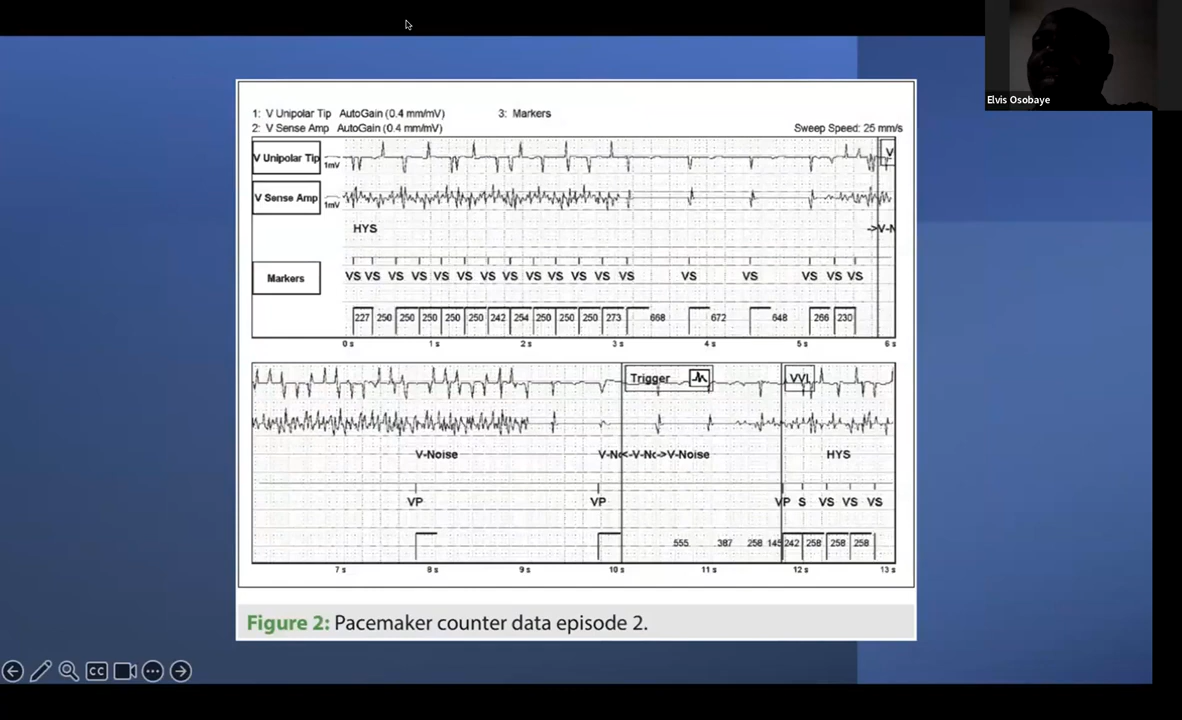 Elvis Osobaye
1: V Unipolar Tip AutoGain (0.4 mm/mV) 3: Markers
2: V Sense Amp AutoGain (0.4 mm/mV) Sweep Speed: 25 mm/s
V Unipolar Tip 1mV V
V Sense Amp 1mV
HYS ->V-N
Markers VS VS VS VS VS VS VS VS VS VS VS VS VS VS VS VS VS VS
227 250 250 250 250 250 242 254 250 250 250 273 668 672 648 266 230
0 s 1 s 2 s 3 s 4 s 5 s 6 s
Trigger VVI
V-Noise V-N<-V-N->V-Noise HYS
VP VP VP S VS VS VS
555 387 258 145 242 258 258 258
7 s 8 s 9 s 10 s 11 s 12 s 13 s
Figure 2: Pacemaker counter data episode 2.
CC